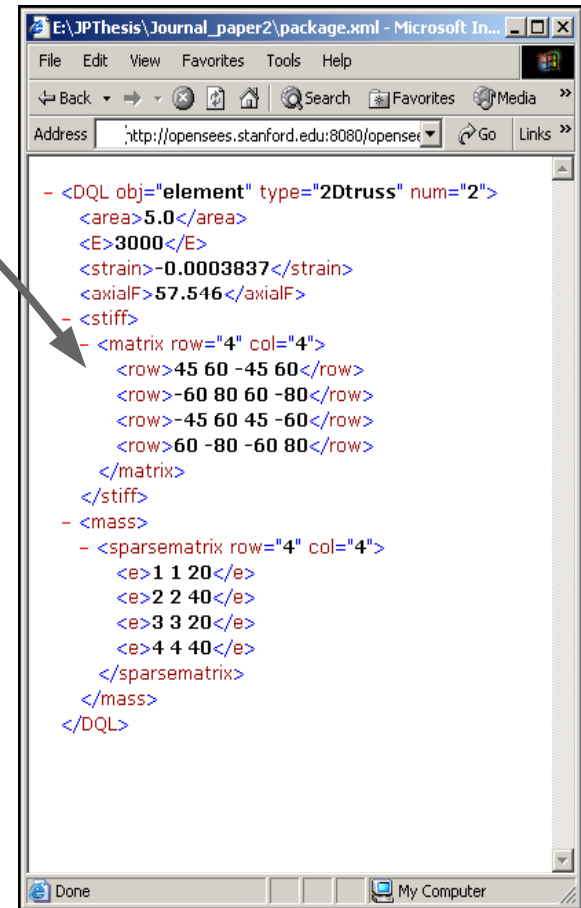 E:\JPThesis\Journal_paper2\package.xml - Microsoft In...
File Edit View Favorites Tools Help
Back Search Favorites Media »
Address http://opensees.stanford.edu:8080/opensee Go Links »
- <DQL obj="element" type="2Dtruss" num="2">
<area>5.0</area>
<E>3000</E>
<strain>-0.0003837</strain>
<axialF>57.546</axialF>
- <stiff>
- <matrix row="4" col="4">
<row>45 60 -45 60</row>
<row>-60 80 60 -80</row>
<row>-45 60 45 -60</row>
<row>60 -80 -60 80</row>
</matrix>
</stiff>
- <mass>
- <sparsematrix row="4" col="4">
<e>1 1 20</e>
<e>2 2 40</e>
<e>3 3 20</e>
<e>4 4 40</e>
</sparsematrix>
</mass>
</DQL>
Done My Computer